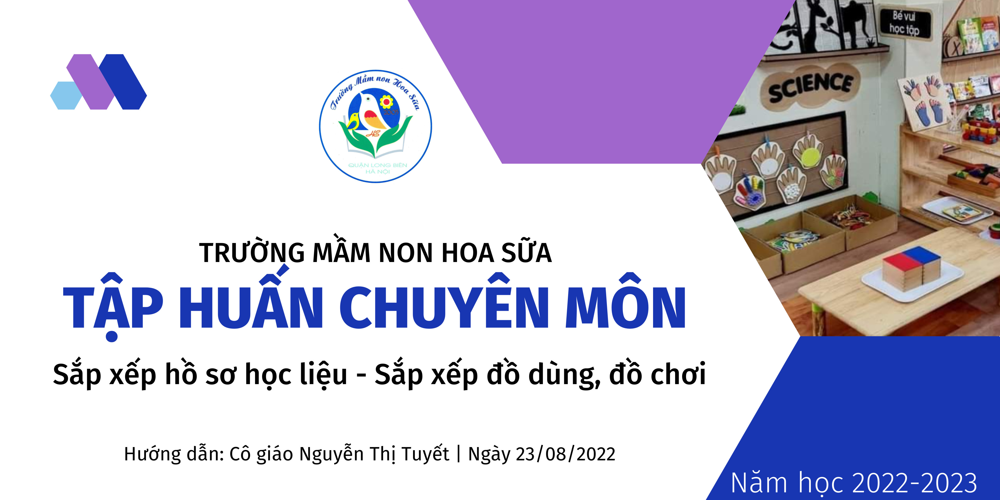 Trường Mầm non Hoa Sữa
2005
HS
QUẬN LONG BIÊN
HÀ NỘI
TRƯỜNG MẦM NON HOA SỮA
TẬP HUẤN CHUYÊN MÔN
Sắp xếp hồ sơ học liệu - Sắp xếp đồ dùng, đồ chơi
Hướng dẫn: Cô giáo Nguyễn Thị Tuyết | Ngày 23/08/2022
Bé vui
học tập
SCIENCE
Năm học 2022-2023